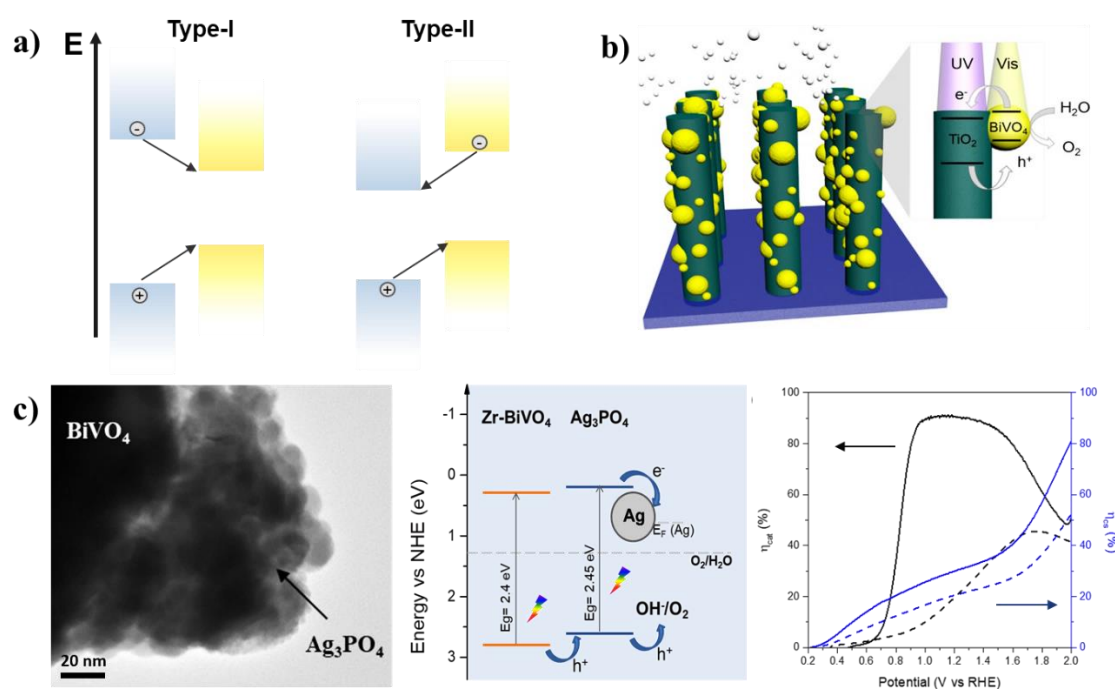 a)
E
Type-I
Type-II
-
-
+
+
b)
UV
Vis
e-
TiO2
BiVO4
H2O
O2
h+
c)
BiVO4
Ag3PO4
20 nm
Energy vs NHE (eV)
-1
0
1
2
3
Zr-BiVO4
Ag3PO4
e-
Ag
EF (Ag)
O2/H2O
Eg= 2.4 eV
Eg= 2.45 eV
OH-/O2
h+
h+
ηcat (%)
100
80
60
40
20
0
0.2 0.4 0.6 0.8 1.0 1.2 1.4 1.6 1.8 2.0
Potential (V vs RHE)
100
80
60
40
20
0
ηcs (%)